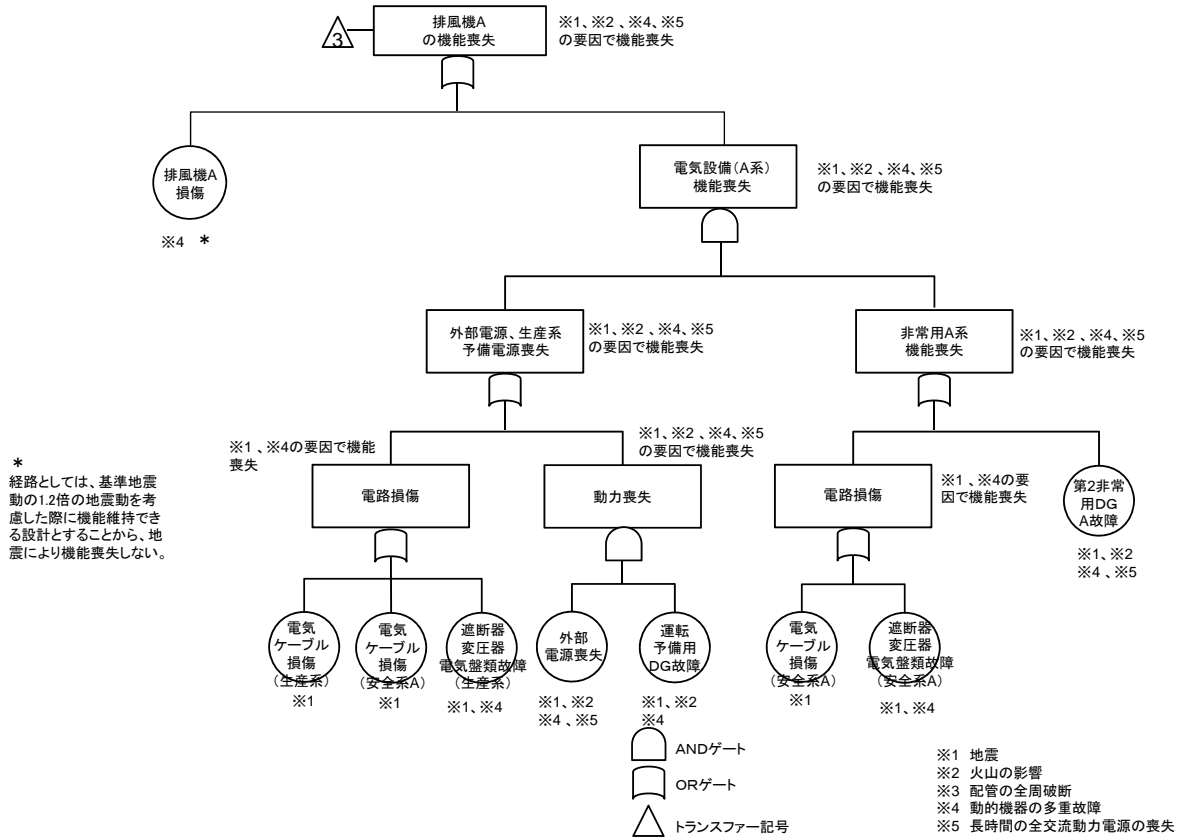 3
排風機A
の機能喪失
※1、※2 、※4、※5
の要因で機能喪失
排風機A
損傷
※4 *
電気設備(A系)
機能喪失
※1、※2 、※4、※5
の要因で機能喪失
外部電源、生産系
予備電源喪失
※1、※2 、※4、※5
の要因で機能喪失
非常用A系
機能喪失
※1、※2 、※4、※5
の要因で機能喪失
※1 、※4の要因で機能
喪失
電路損傷
※1、※2 、※4、※5
の要因で機能喪失
動力喪失
電路損傷
※1 、※4の要
因で機能喪失
第2非常
用DG
A故障
※1、※2
※4 、※5
*
経路としては、基準地震
動の1.2倍の地震動を考
慮した際に機能維持でき
る設計とすることから、地
震により機能喪失しない。
電気
ケーブル
損傷
(生産系)
※1
電気
ケーブル
損傷
(安全系A)
※1
遮断器
変圧器
電気盤類故障
(生産系)
※1、※4
外部
電源喪失
※1、※2
※4 、※5
運転
予備用
DG故障
※1、※2
※4
電気
ケーブル
損傷
(安全系A)
※1
遮断器
変圧器
電気盤類故障
(安全系A)
※1、※4
ANDゲート
ORゲート
トランスファー記号
※1 地震
※2 火山の影響
※3 配管の全周破断
※4 動的機器の多重故障
※5 長時間の全交流動力電源の喪失